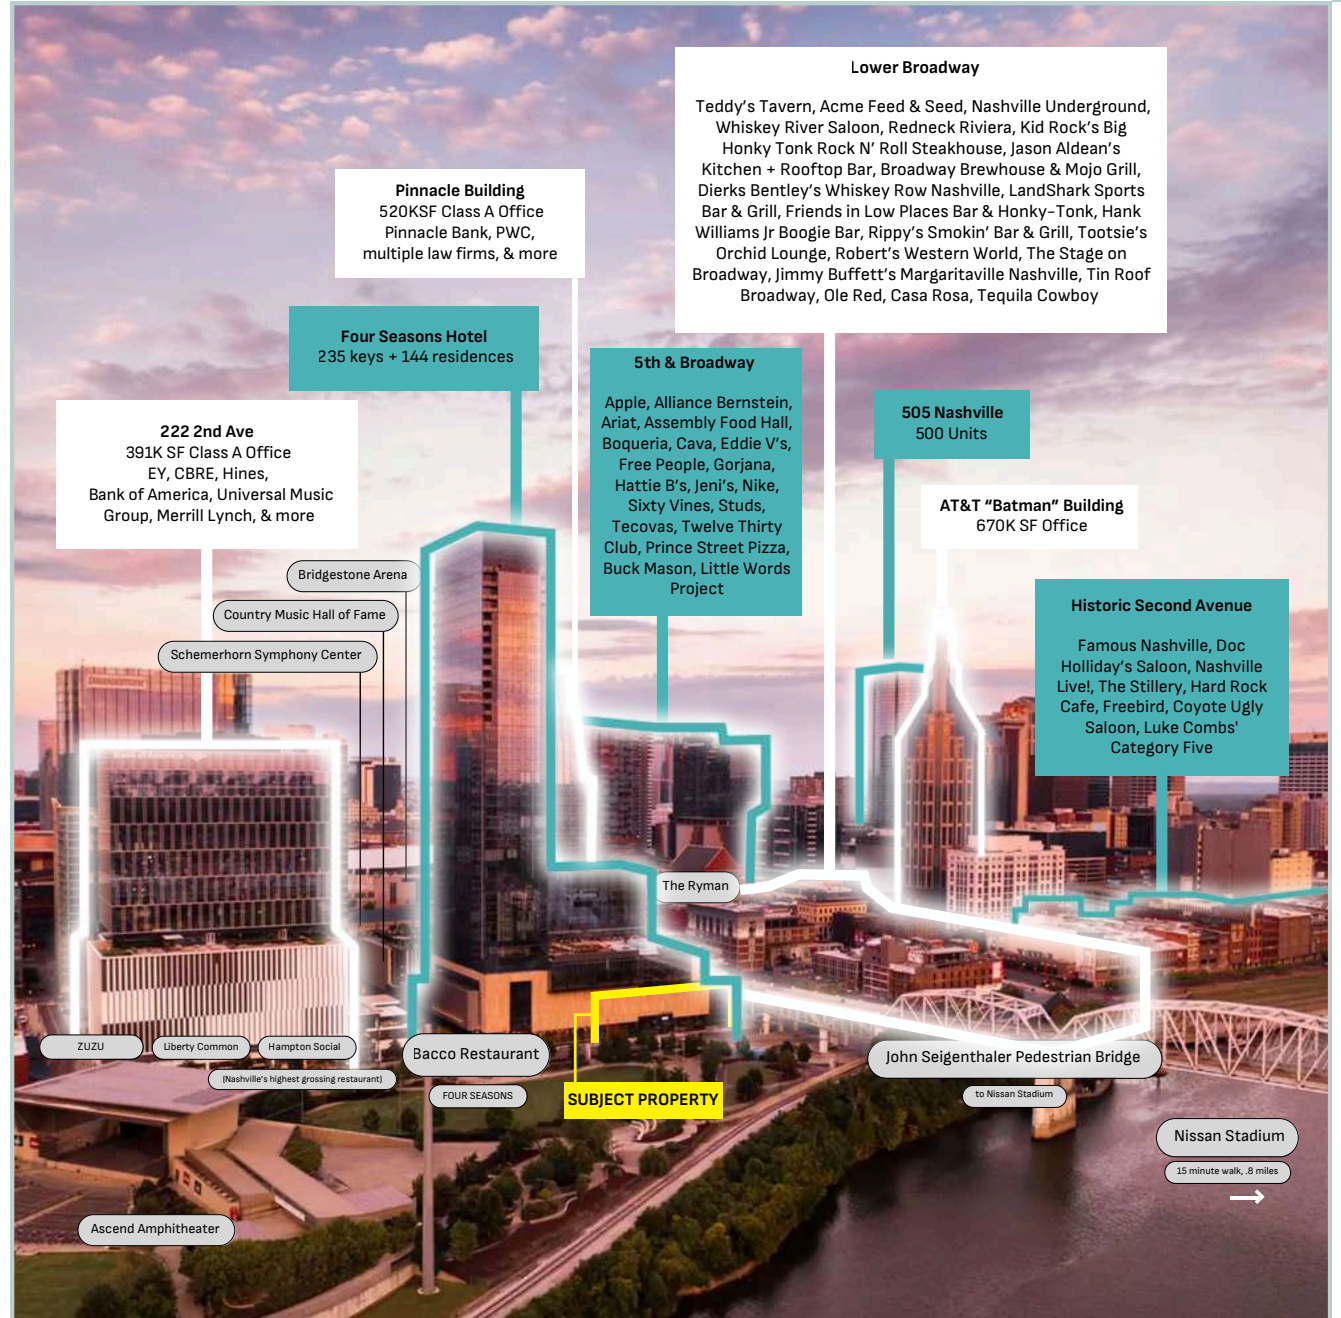 Lower Broadway
Teddy's Tavern, Acme Feed & Seed, Nashville Underground,
Whiskey River Saloon, Redneck Riviera, Kid Rock's Big
Honky Tonk Rock N' Roll Steakhouse, Jason Aldean's
Kitchen + Rooftop Bar, Broadway Brewhouse & Mojo Grill,
Dierks Bentley's Whiskey Row Nashville, LandShark Sports
Bar & Grill, Friends in Low Places Bar & Honky-Tonk, Hank
Williams Jr Boogie Bar, Rippy's Smokin' Bar & Grill, Tootsie's
Orchid Lounge, Robert's Western World, The Stage on
Broadway, Jimmy Buffett's Margaritaville Nashville, Tin Roof
Broadway, Ole Red, Casa Rosa, Tequila Cowboy
Pinnacle Building
520KSF Class A Office
Pinnacle Bank, PWC,
multiple law firms, & more
Four Seasons Hotel
235 keys + 144 residences
5th & Broadway
Apple, Alliance Bernstein,
Ariat, Assembly Food Hall,
Boqueria, Cava, Eddie V's,
Free People, Gorjana,
Hattie B's, Jeni's, Nike,
Sixty Vines, Studs,
Tecovas, Twelve Thirty
Club, Prince Street Pizza,
Buck Mason, Little Words
Project
505 Nashville
500 Units
222 2nd Ave
391K SF Class A Office
EY, CBRE, Hines,
Bank of America, Universal Music
Group, Merrill Lynch, & more
AT&T “Batman” Building
670K SF Office
Historic Second Avenue
Famous Nashville, Doc
Holliday's Saloon, Nashville
Live!, The Stillery, Hard Rock
Cafe, Freebird, Coyote Ugly
Saloon, Luke Combs'
Category Five
Bridgestone Arena
Country Music Hall of Fame
Schemerhorn Symphony Center
The Ryman
ZUZU
Liberty Common
Hampton Social
(Nashville's highest grossing restaurant)
Bacco Restaurant
FOUR SEASONS
SUBJECT PROPERTY
John Seigenthaler Pedestrian Bridge
to Nissan Stadium
Nissan Stadium
15 minute walk, .8 miles
Ascend Amphitheater